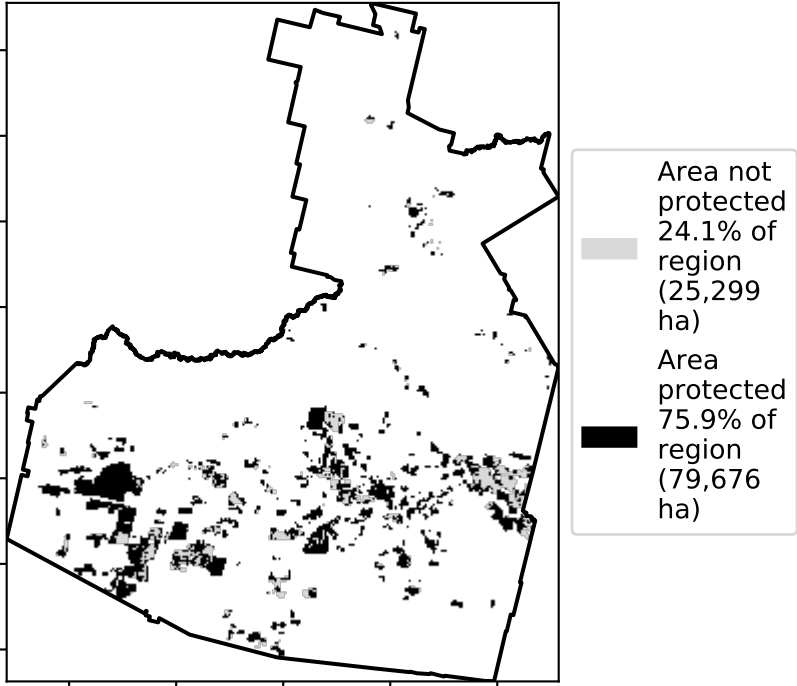 Area not
protected
24.1% of
region
(25,299
ha)
Area
protected
75.9% of
region
(79,676
ha)